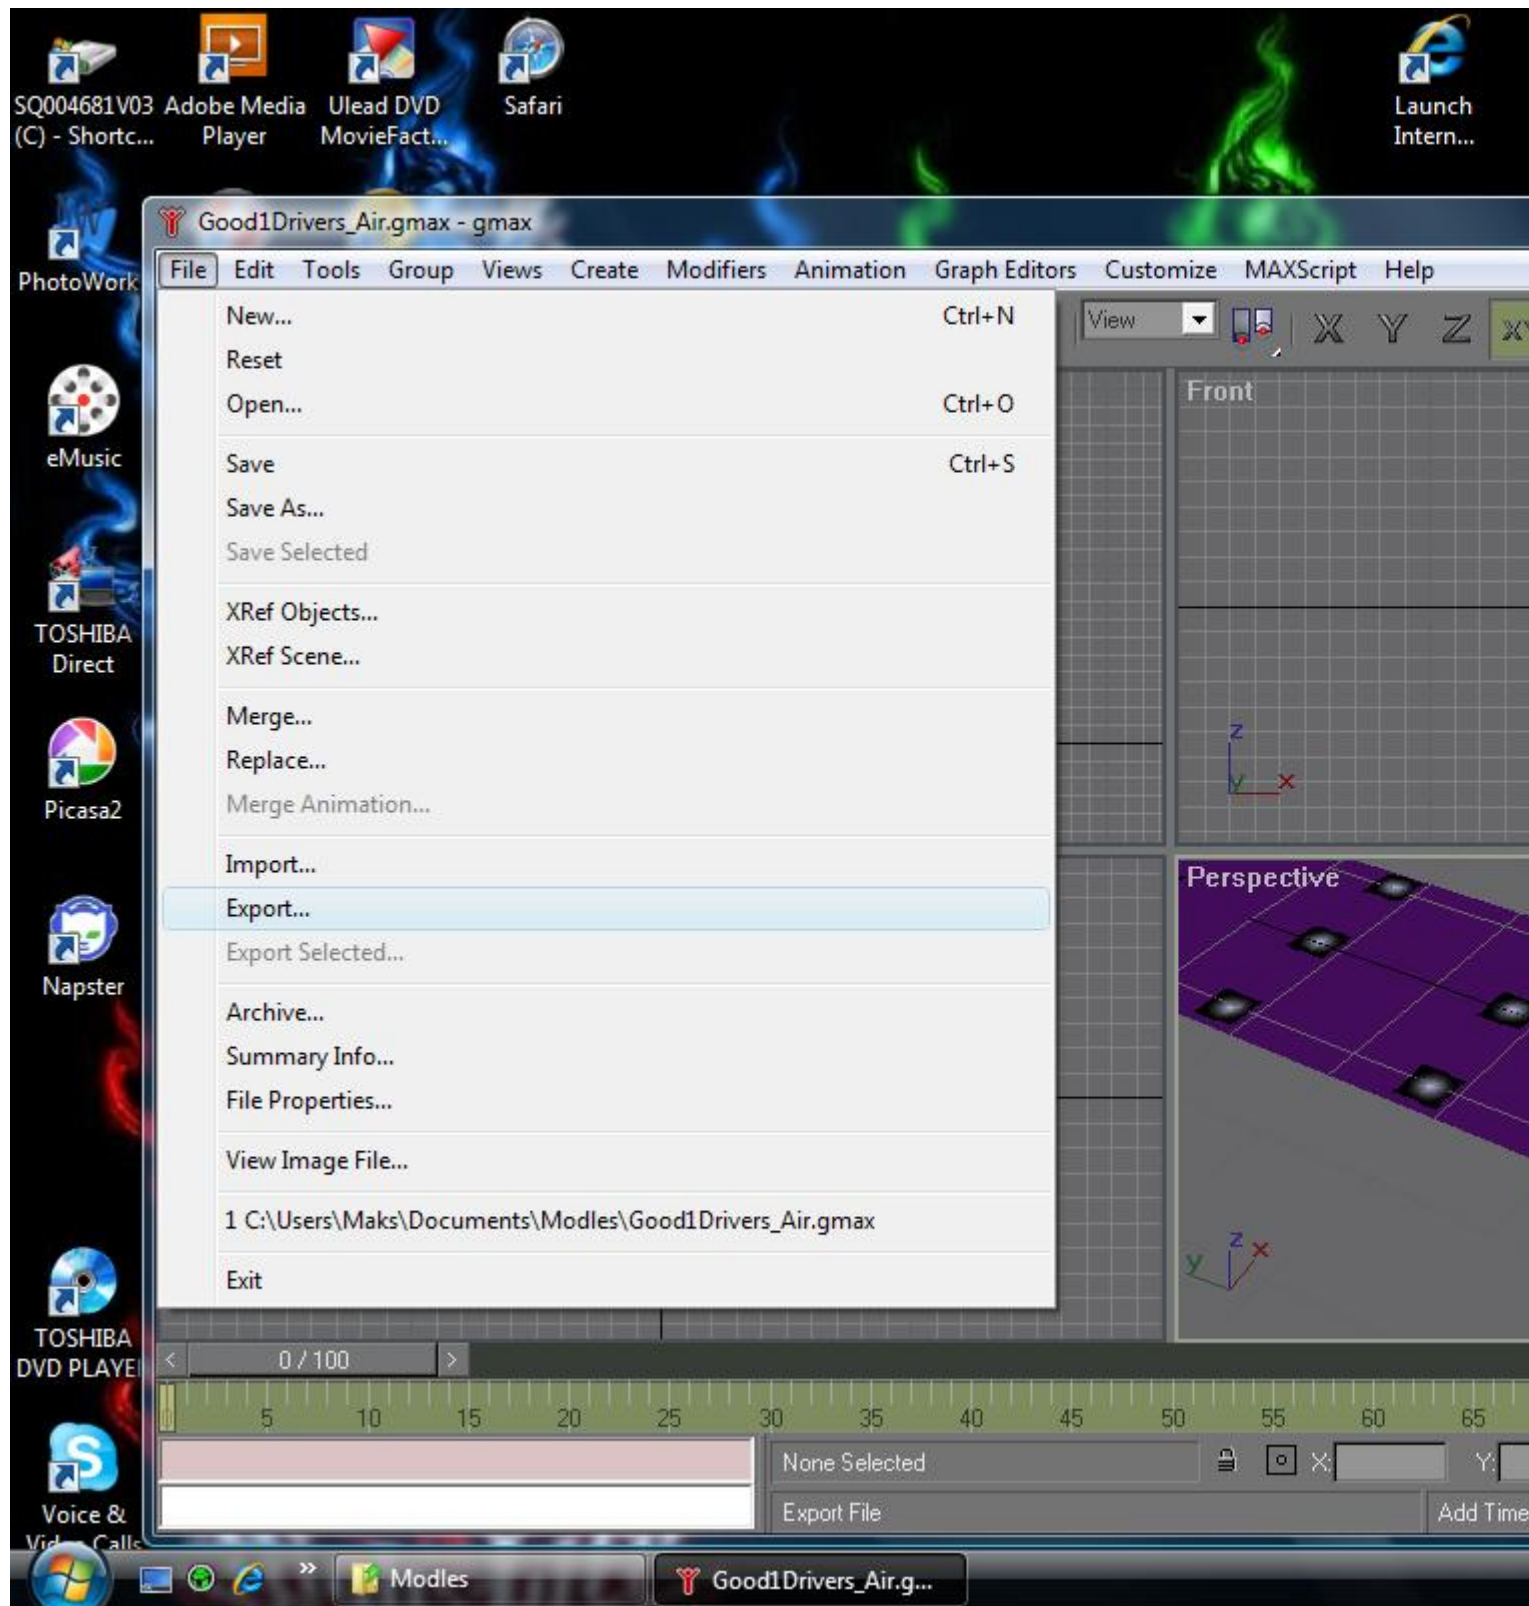 SQ004681V03
(C) - Shortc...
Adobe Media
Player
Ulead DVD
MovieFact...
Safari
Launch
Intern...
PhotoWork
eMusic
TOSHIBA
Direct
Picasa2
Napster
TOSHIBA
DVD PLAYE
Voice &
Video Calls
Good1Drivers_Air.gmax - gmax
File Edit Tools Group Views Create Modifiers Animation Graph Editors Customize MAXScript Help
New... Ctrl+N
Reset
Open... Ctrl+O
Save Ctrl+S
Save As...
Save Selected
XRef Objects...
XRef Scene...
Merge...
Replace...
Merge Animation...
Import...
Export...
Export Selected...
Archive...
Summary Info...
File Properties...
View Image File...
1 C:\Users\Maks\Documents\Modles\Good1Drivers_Air.gmax
Exit
View X Y Z XY
Front
z
y x
Perspective
z
y x
< 0 / 100 >
0 5 10 15 20 25 30 35 40 45 50 55 60 65
None Selected X: Y:
Export File Add Time
» Modles Good1Drivers_Air.g...